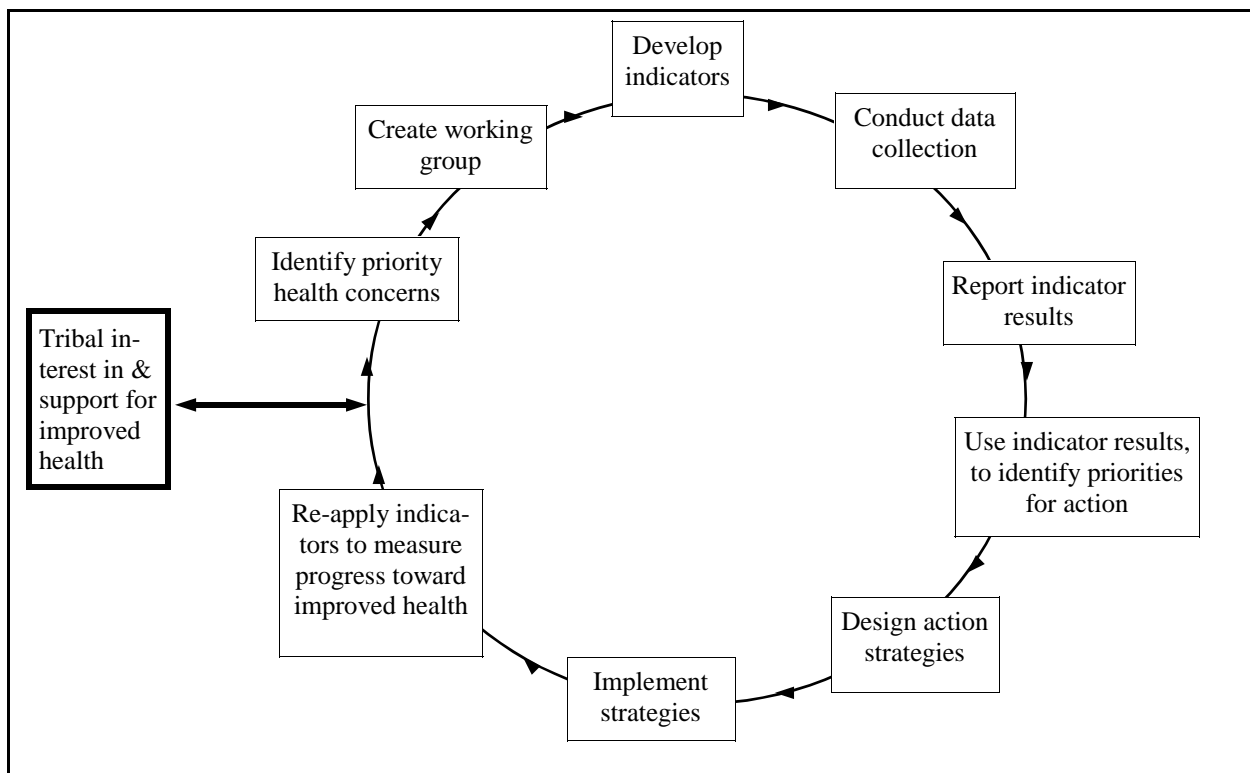 Develop
indicators
Conduct data
collection
Report indicator
results
Use indicator results,
to identify priorities
for action
Design action
strategies
Implement
strategies
Re-apply indica-
tors to measure
progress toward
improved health
Identify priority
health concerns
Create working
group
Tribal in-
terest in &
support for
improved
health